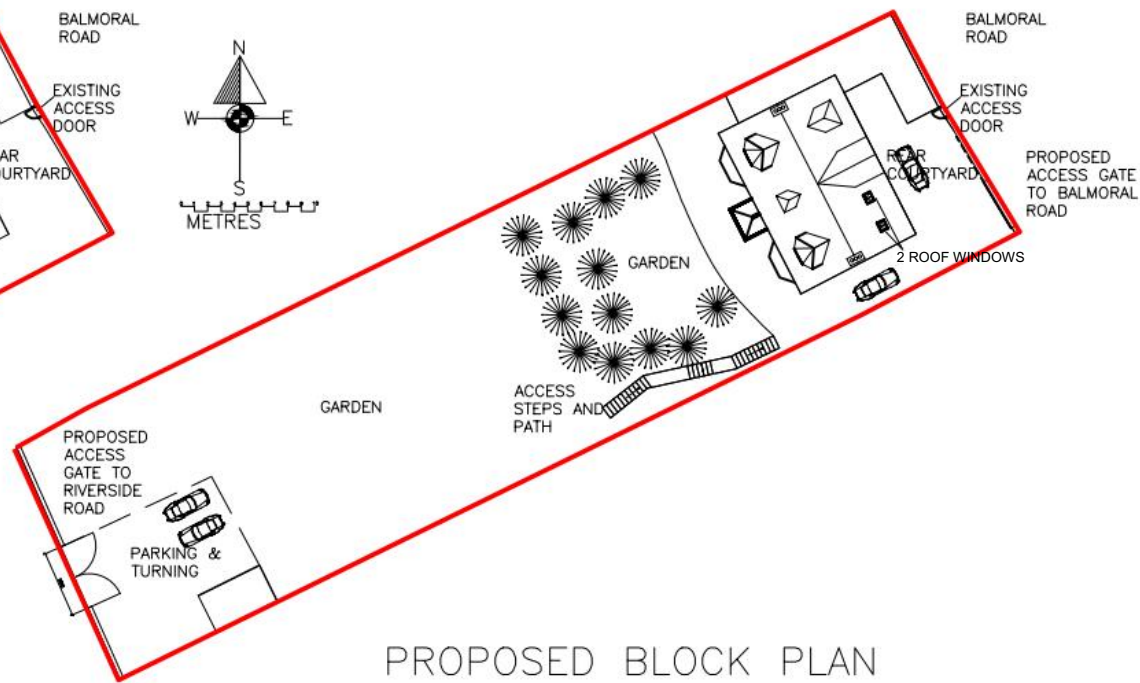 BALMORAL
ROAD
EXISTING
ACCESS
DOOR
AR
OURTYARD
N
W
E
S
METRES
BALMORAL
ROAD
EXISTING
ACCESS
DOOR
REAR
COURTYARD
PROPOSED
ACCESS GATE
TO BALMORAL
ROAD
2 ROOF WINDOWS
GARDEN
ACCESS
STEPS AND
PATH
GARDEN
PROPOSED
ACCESS
GATE TO
RIVERSIDE
ROAD
PARKING &
TURNING
PROPOSED BLOCK PLAN